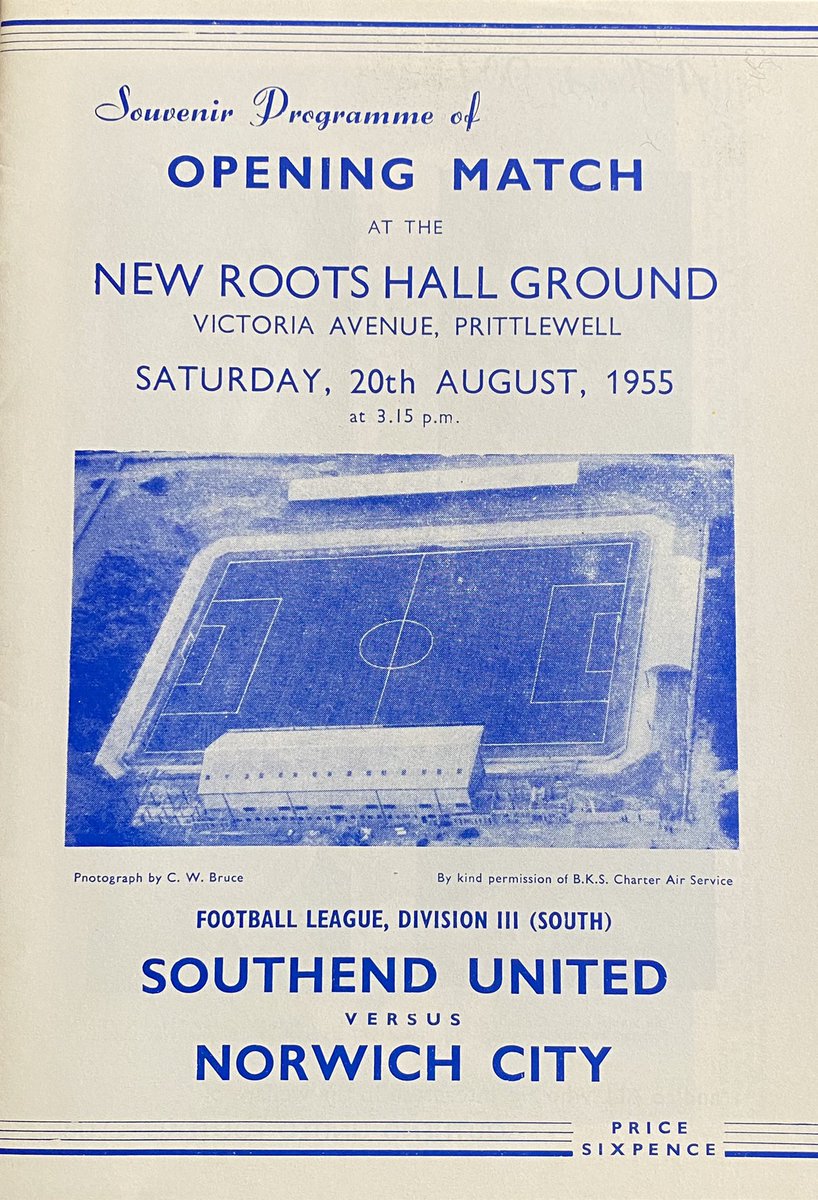 Souvenir Programme of
OPENING MATCH
AT THE
NEW ROOTS HALL GROUND
VICTORIA AVENUE, PRITTLEWELL
SATURDAY, 20th AUGUST, 1955
at 3.15 p.m.
Pnotograph by C. W. Bruce
By kind permission of B.K.S. Charter Air Service
FOOTBALL LEAGUE, DIVISION III (SOUTH)
SOUTHEND UNITED
VERSUS
NORWICH CITY
PRICE
SIXPENCE